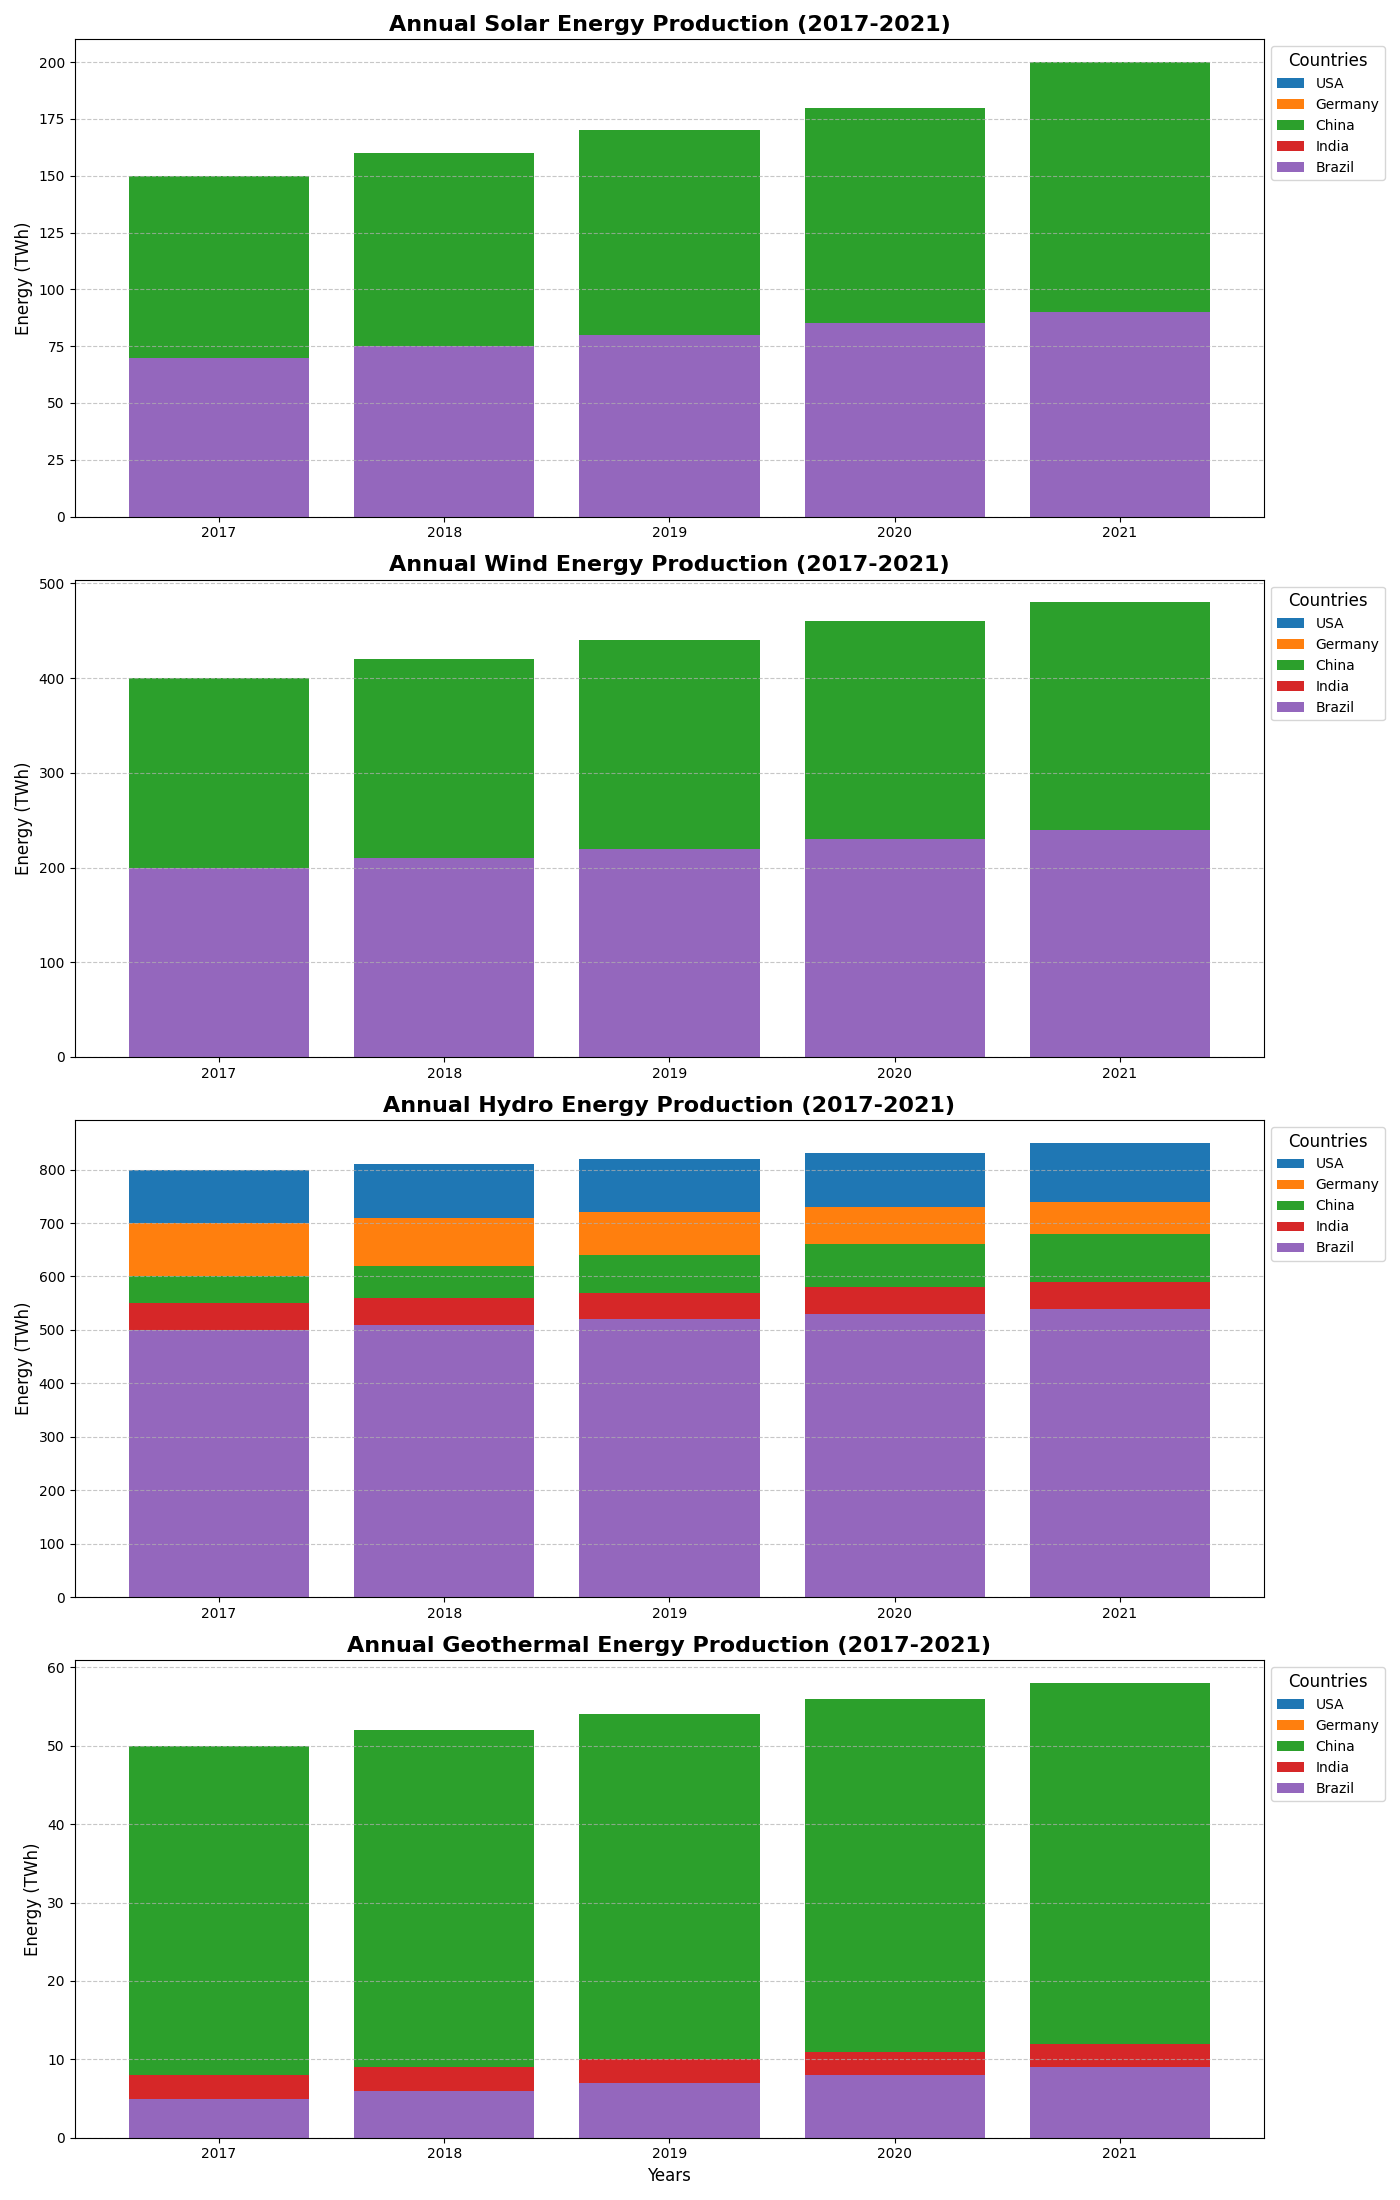 Annual Solar Energy Production (2017-2021)
Energy (TWh)
200
175
150
125
100
75
50
25
0
2017 2018 2019 2020 2021
Countries
USA
Germany
China
India
Brazil
Annual Wind Energy Production (2017-2021)
Energy (TWh)
500
400
300
200
100
0
2017 2018 2019 2020 2021
Countries
USA
Germany
China
India
Brazil
Annual Hydro Energy Production (2017-2021)
Energy (TWh)
800
700
600
500
400
300
200
100
0
2017 2018 2019 2020 2021
Countries
USA
Germany
China
India
Brazil
Annual Geothermal Energy Production (2017-2021)
Energy (TWh)
60
50
40
30
20
10
0
2017 2018 2019 2020 2021
Years
Countries
USA
Germany
China
India
Brazil